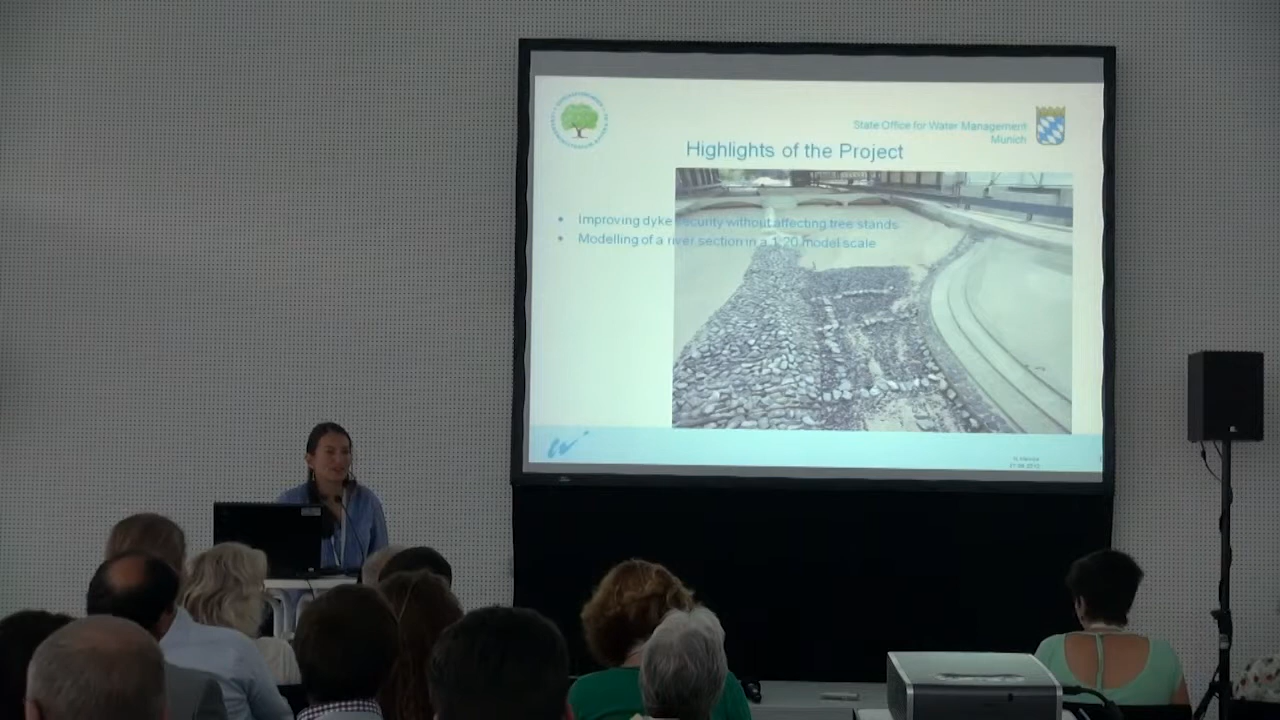 State Office for Water Management
Munich
Highlights of the Project
• Improving dyke security without affecting tree stands
• Modelling of a river section in a 1:20 model scale